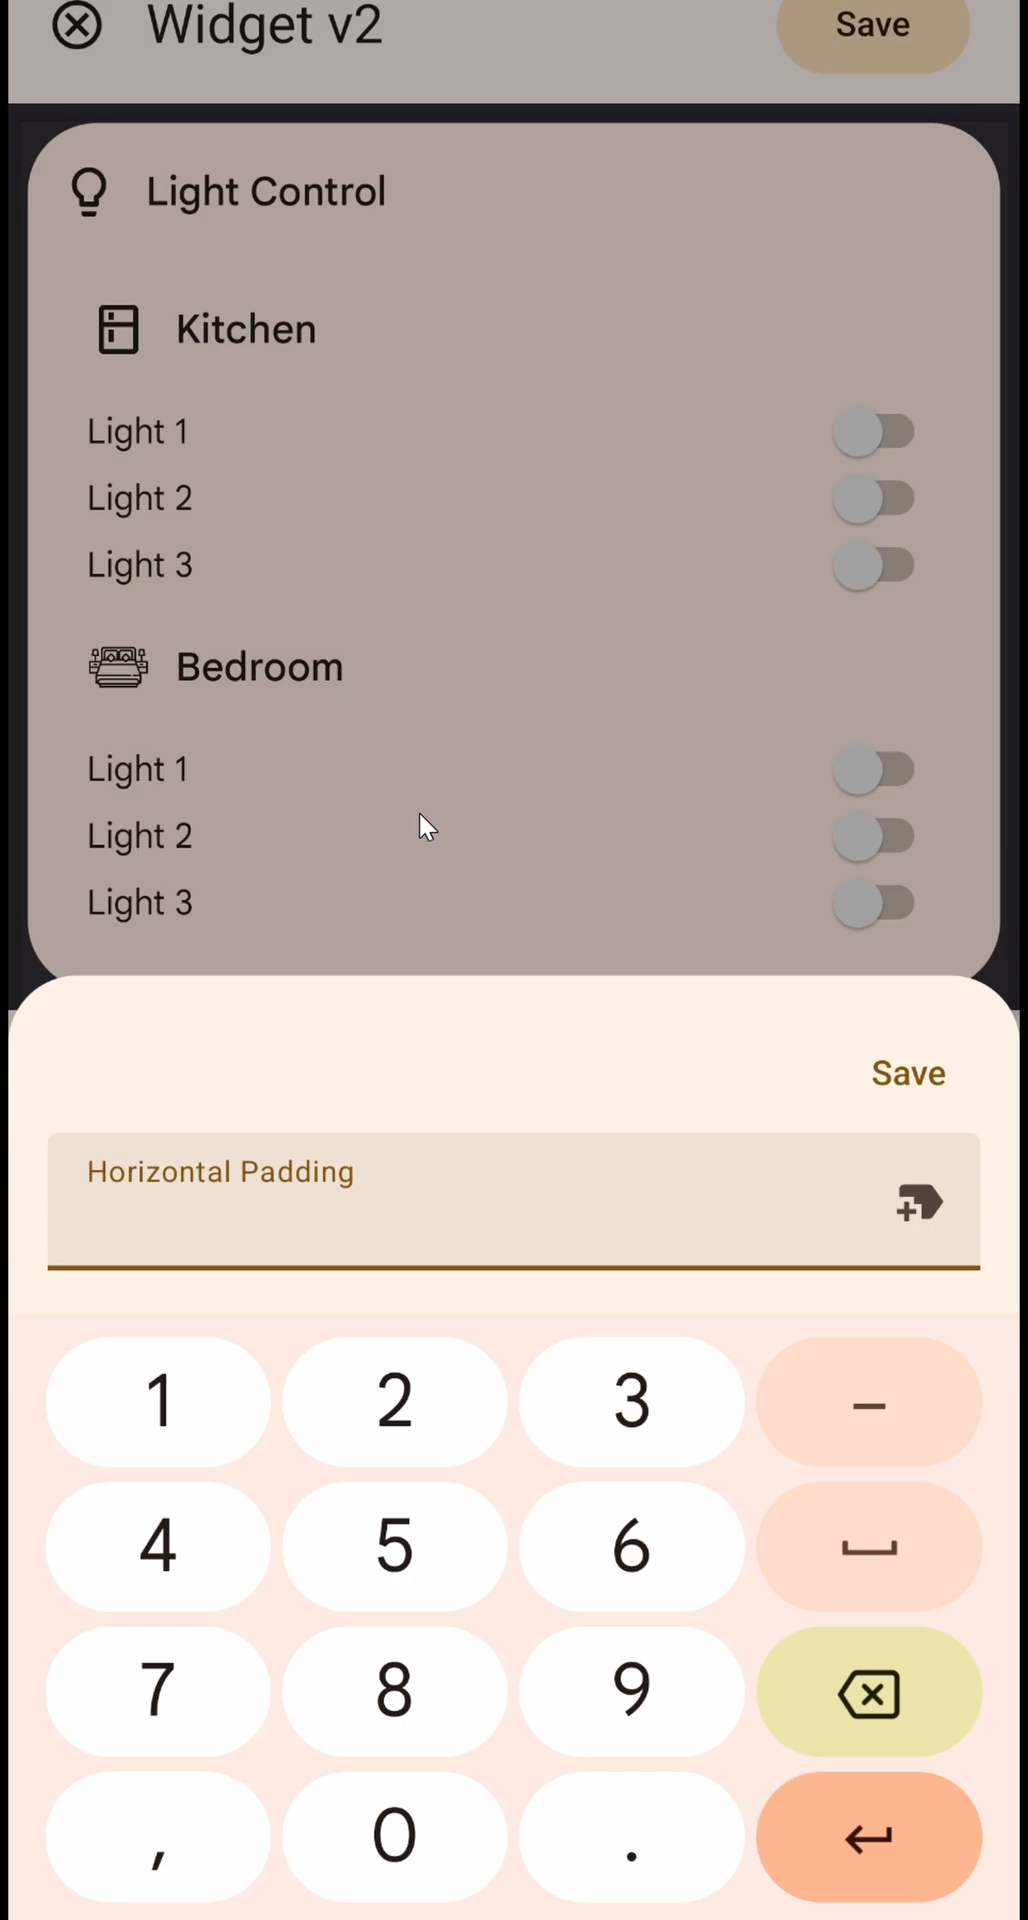 Widget v2
Save
Light Control
Kitchen
Light 1
Light 2
Light 3
Bedroom
Light 1
Light 2
Light 3
Save
Horizontal Padding
1 2 3 –
4 5 6
7 8 9
, 0 .